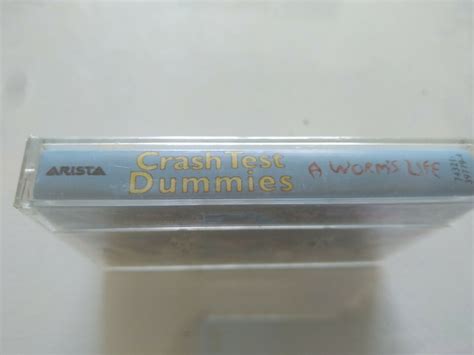 ARISTA
Crash Test
Dummies
A WORM'S LIFE